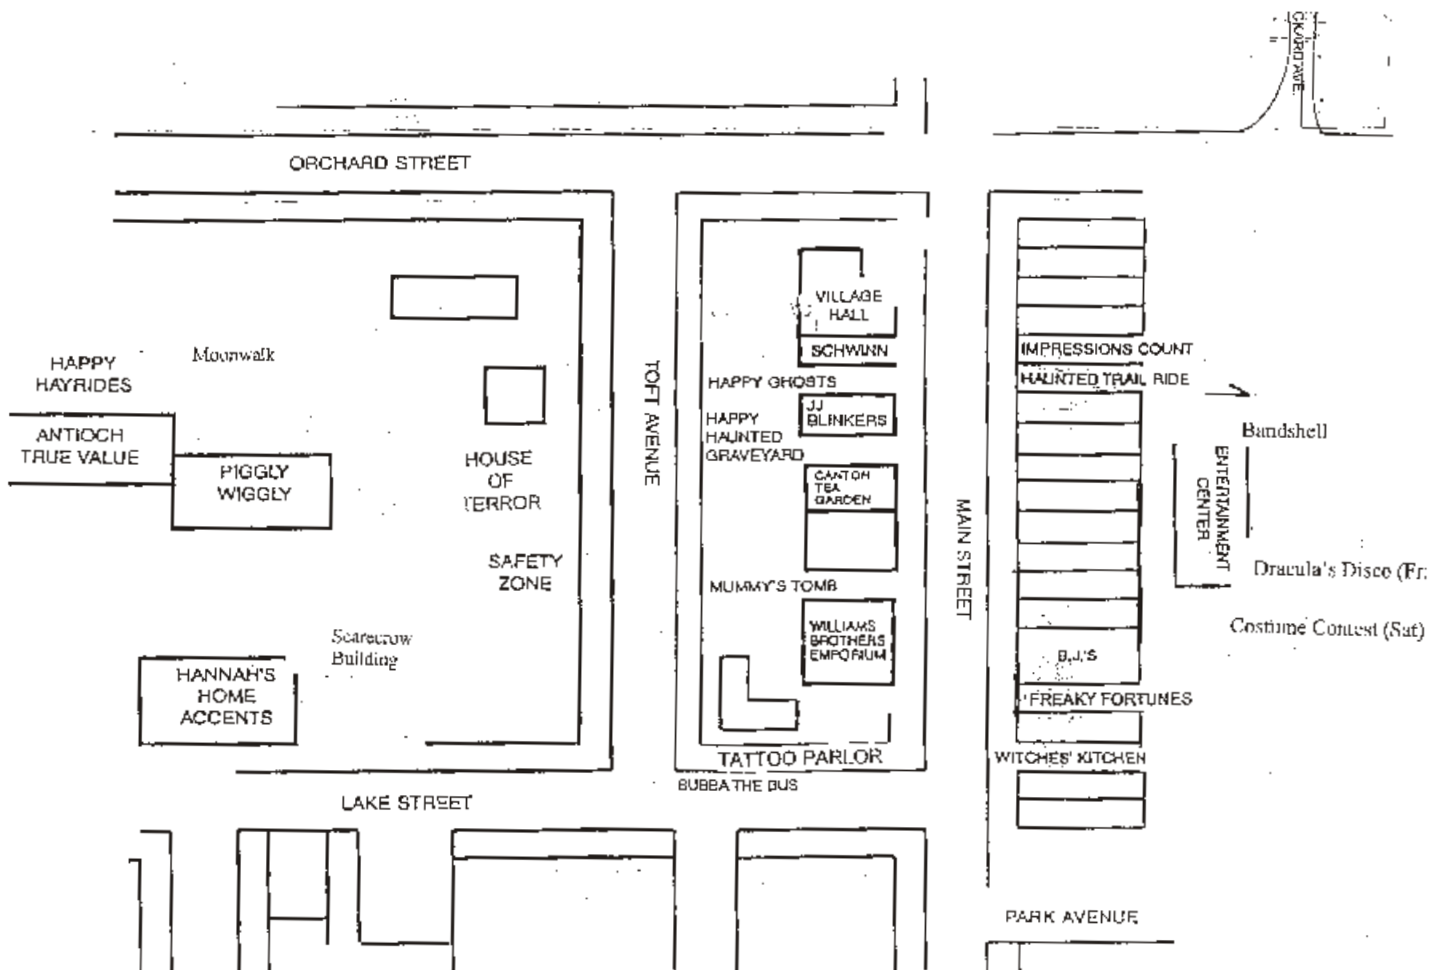 ORCHARD STREET
HAPPY
HAYRIDES
Moonwalk
ANTIOCH
TRUE VALUE
PIGGLY
WIGGLY
HOUSE
OF
TERROR
SAFETY
ZONE
Scarecrow
Building
HANNAH'S
HOME
ACCENTS
LAKE STREET
TOFT AVENUE
VILLAGE
HALL
SCHWINN
HAPPY GHOSTS
JJ
BLINKERS
HAPPY
HAUNTED
GRAVEYARD
CANTON
TEA
GARDEN
MUMMY'S TOMB
WILLIAMS
BROTHERS
EMPORIUM
TATTOO PARLOR
BUBBA THE BUS
MAIN STREET
IMPRESSIONS COUNT
HAUNTED TRAIL RIDE
Bandshell
ENTERTAINMENT
CENTER
Dracula's Disco (Fri
Costume Contest (Sat)
B.J.'S
FREAKY FORTUNES
WITCHES' KITCHEN
PARK AVENUE